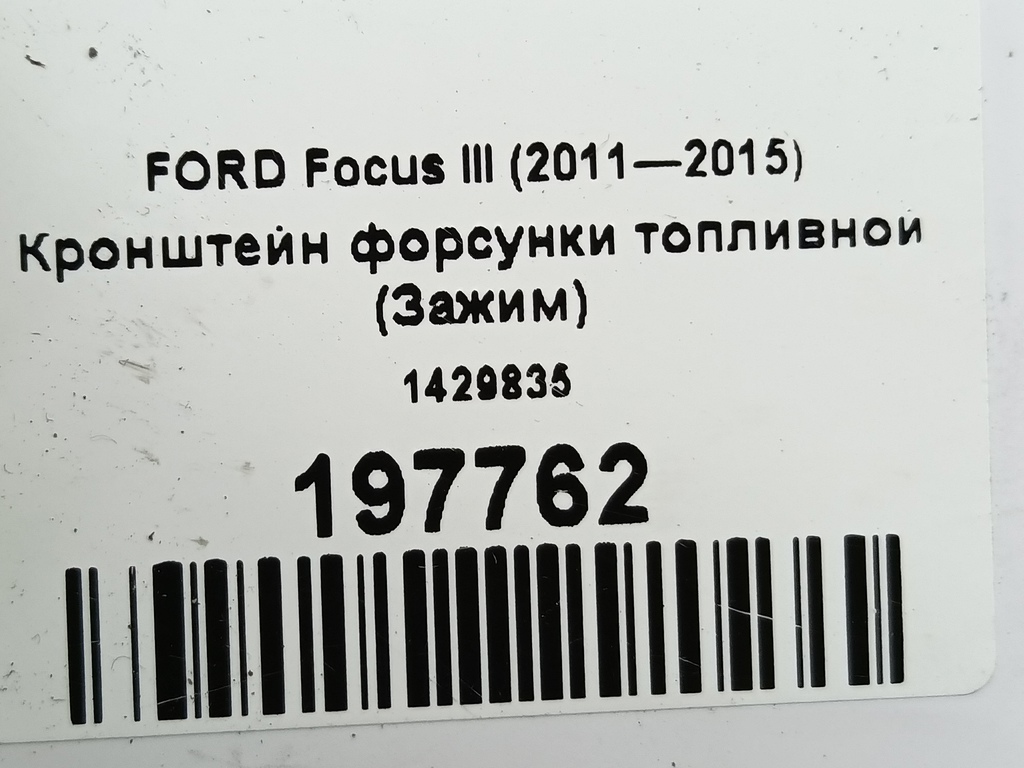 FORD Focus III (2011—2015)
Кронштейн форсунки топливной
(Зажим)
1429835
197762